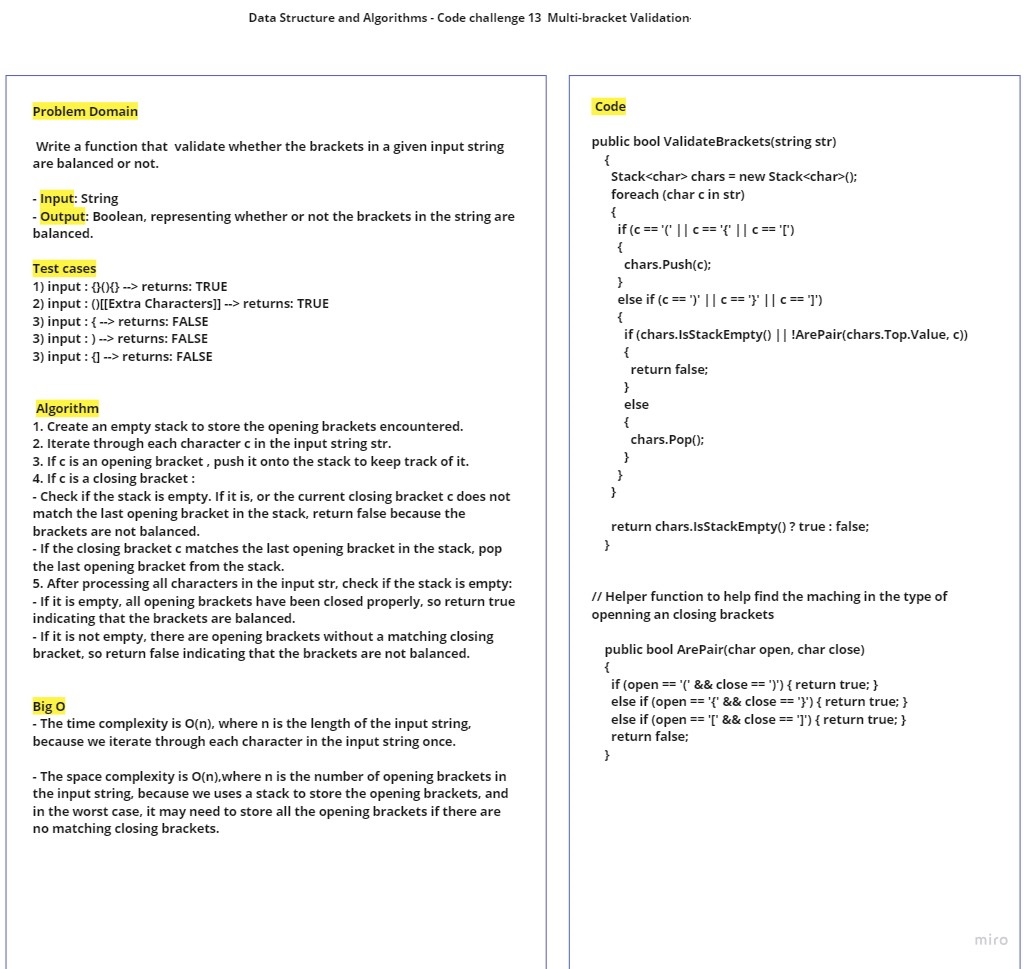 Data Structure and Algorithms - Code challenge 13 Multi-bracket Validation
Problem Domain
Write a function that validate whether the brackets in a given input string
are balanced or not.
- Input: String
- Output: Boolean, representing whether or not the brackets in the string are
balanced.
Test cases
1) input : {}(){} --> returns: TRUE
2) input : ()[[Extra Characters]] --> returns: TRUE
3) input : { --> returns: FALSE
3) input : ) --> returns: FALSE
3) input : {] --> returns: FALSE
Algorithm
1. Create an empty stack to store the opening brackets encountered.
2. Iterate through each character c in the input string str.
3. If c is an opening bracket , push it onto the stack to keep track of it.
4. If c is a closing bracket :
- Check if the stack is empty. If it is, or the current closing bracket c does not
match the last opening bracket in the stack, return false because the
brackets are not balanced.
- If the closing bracket c matches the last opening bracket in the stack, pop
the last opening bracket from the stack.
5. After processing all characters in the input str, check if the stack is empty:
- If it is empty, all opening brackets have been closed properly, so return true
indicating that the brackets are balanced.
- If it is not empty, there are opening brackets without a matching closing
bracket, so return false indicating that the brackets are not balanced.
Big O
- The time complexity is O(n), where n is the length of the input string,
because we iterate through each character in the input string once.
- The space complexity is O(n),where n is the number of opening brackets in
the input string, because we uses a stack to store the opening brackets, and
in the worst case, it may need to store all the opening brackets if there are
no matching closing brackets.
Code
public bool ValidateBrackets(string str)
{
Stack<char> chars = new Stack<char>();
foreach (char c in str)
{
if (c == '(' || c == '{' || c == '[')
{
chars.Push(c);
}
else if (c == ')' || c == '}' || c == ']')
{
if (chars.IsStackEmpty() || !ArePair(chars.Top.Value, c))
{
return false;
}
else
{
chars.Pop();
}
}
}
return chars.IsStackEmpty() ? true : false;
}
// Helper function to help find the maching in the type of
openning an closing brackets
public bool ArePair(char open, char close)
{
if (open == '(' && close == ')') { return true; }
else if (open == '{' && close == '}') { return true; }
else if (open == '[' && close == ']') { return true; }
return false;
}
miro